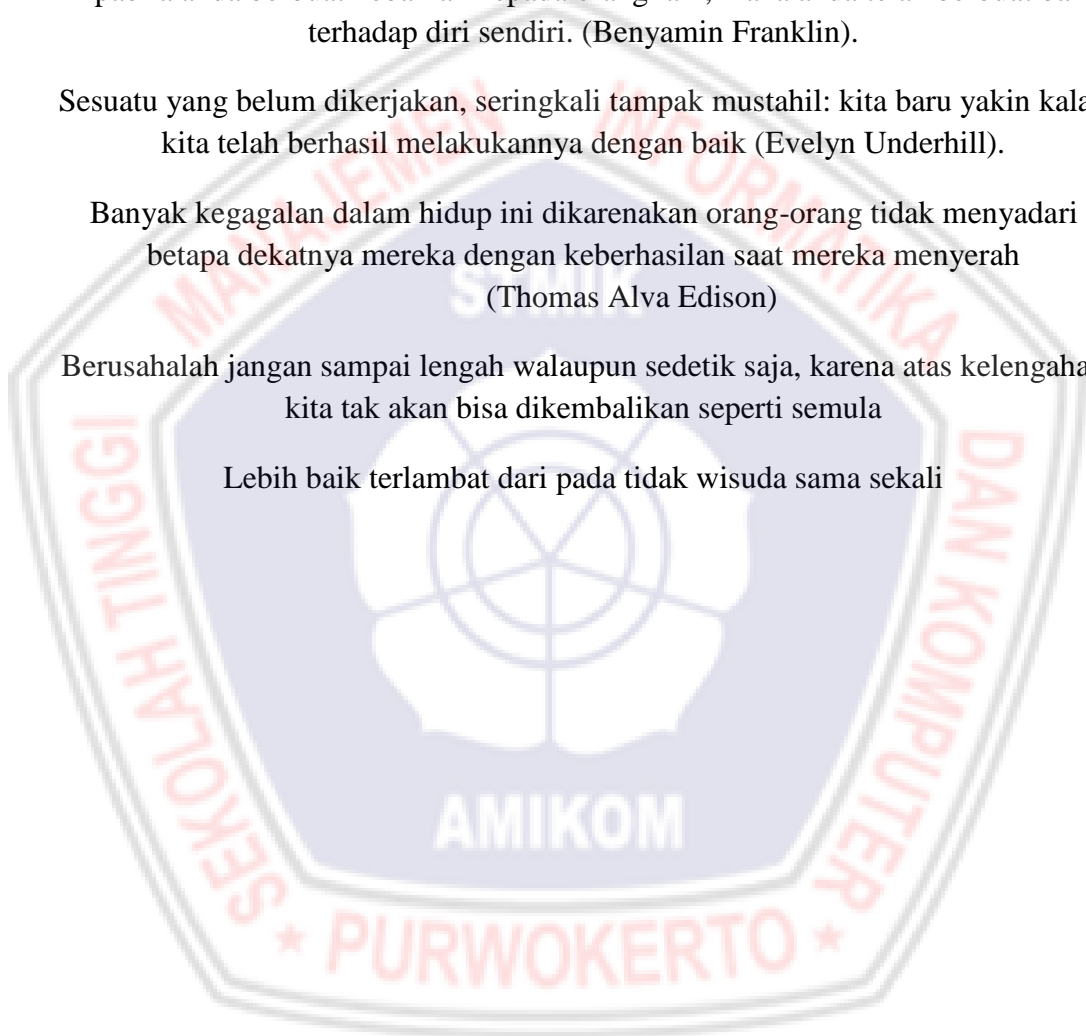 terhadap diri sendiri. (Benyamin Franklin).
Sesuatu yang belum dikerjakan, seringkali tampak mustahil: kita baru yakin
kita telah berhasil melakukannya dengan baik (Evelyn Underhill).
Banyak kegagalan dalam hidup ini dikarenakan orang-orang tidak menyadari
betapa dekatnya mereka dengan keberhasilan saat mereka menyerah
(Thomas Alva Edison)
Berusahalah jangan sampai lengah walaupun sedetik saja, karena atas
kita tak akan bisa dikembalikan seperti semula
Lebih baik terlambat dari pada tidak wisuda sama sekali
SEKOLAH TINGGI MANAJEMEN INFORMATIKA DAN KOMPUTER
STMIK
AMIKOM
* PURWOKERTO *